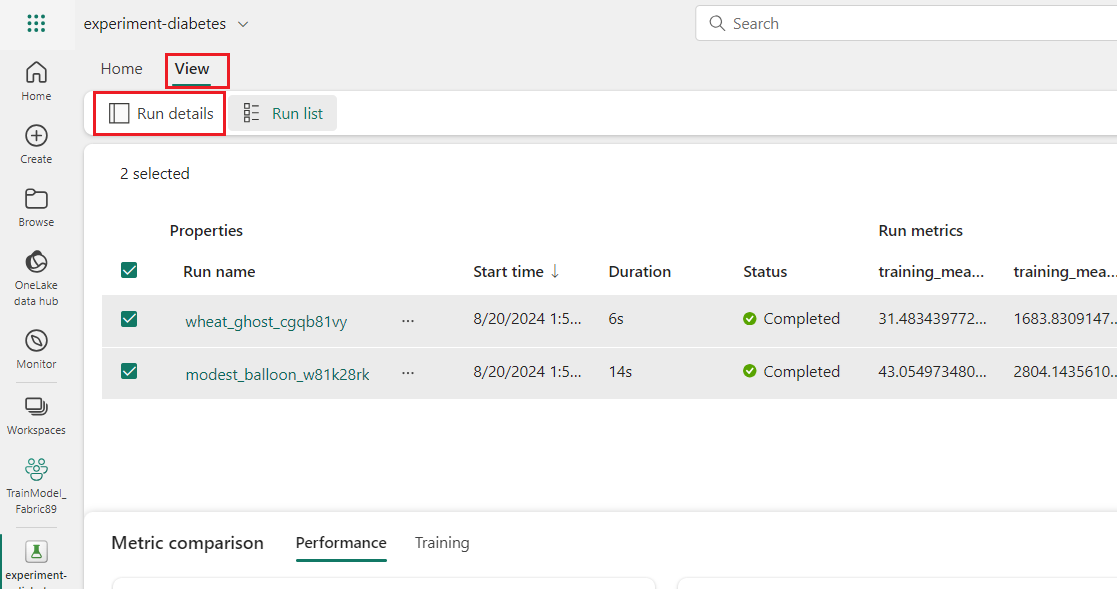 experiment-diabetes
Search
Home
View
Run details
Run list
Home
Create
Browse
OneLake
data hub
Monitor
Workspaces
TrainModel_
Fabric89
experiment-
2 selected
Properties
Run metrics
Run name
Start time ↓
Duration
Status
training_mea...
training_mea...
wheat_ghost_cgqb81vy
...
8/20/2024 1:5...
6s
Completed
31.483439772...
1683.8309147...
modest_balloon_w81k28rk
...
8/20/2024 1:5...
14s
Completed
43.054973480...
2804.1435610...
Metric comparison
Performance
Training